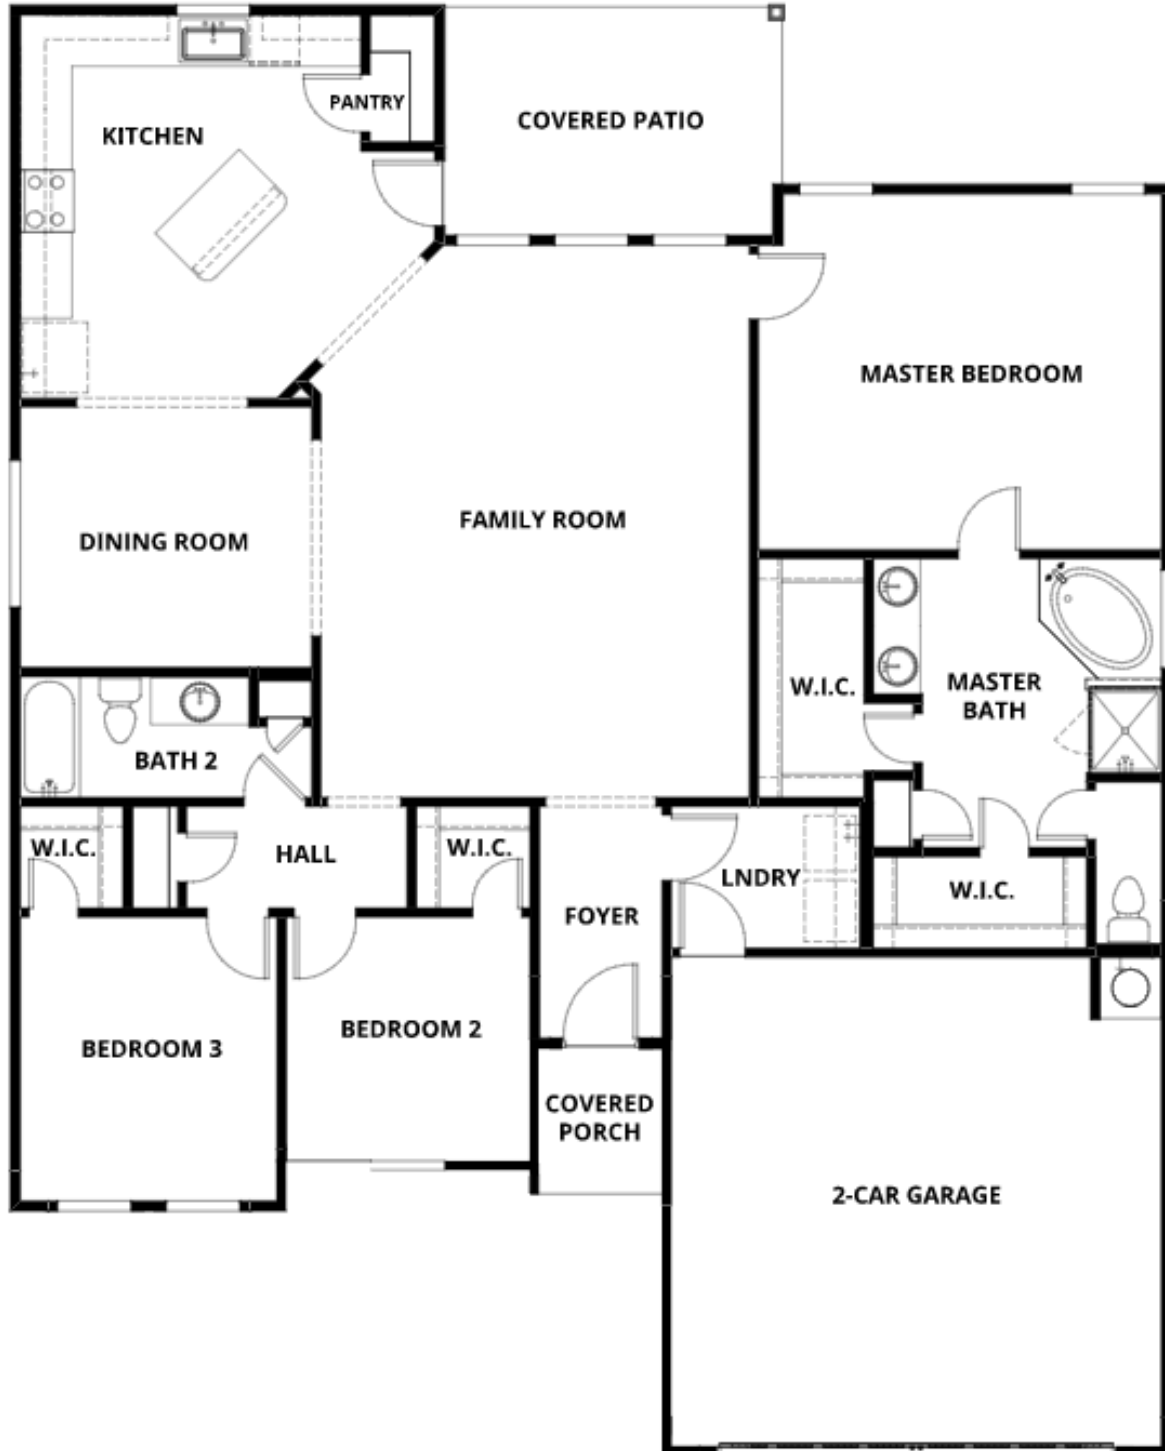 PANTRY
COVERED PATIO
KITCHEN
MASTER BEDROOM
FAMILY ROOM
DINING ROOM
W.I.C.
MASTER
BATH
BATH 2
W.I.C.
HALL
W.I.C.
LNDRY
W.I.C.
FOYER
BEDROOM 2
BEDROOM 3
COVERED
PORCH
2-CAR GARAGE